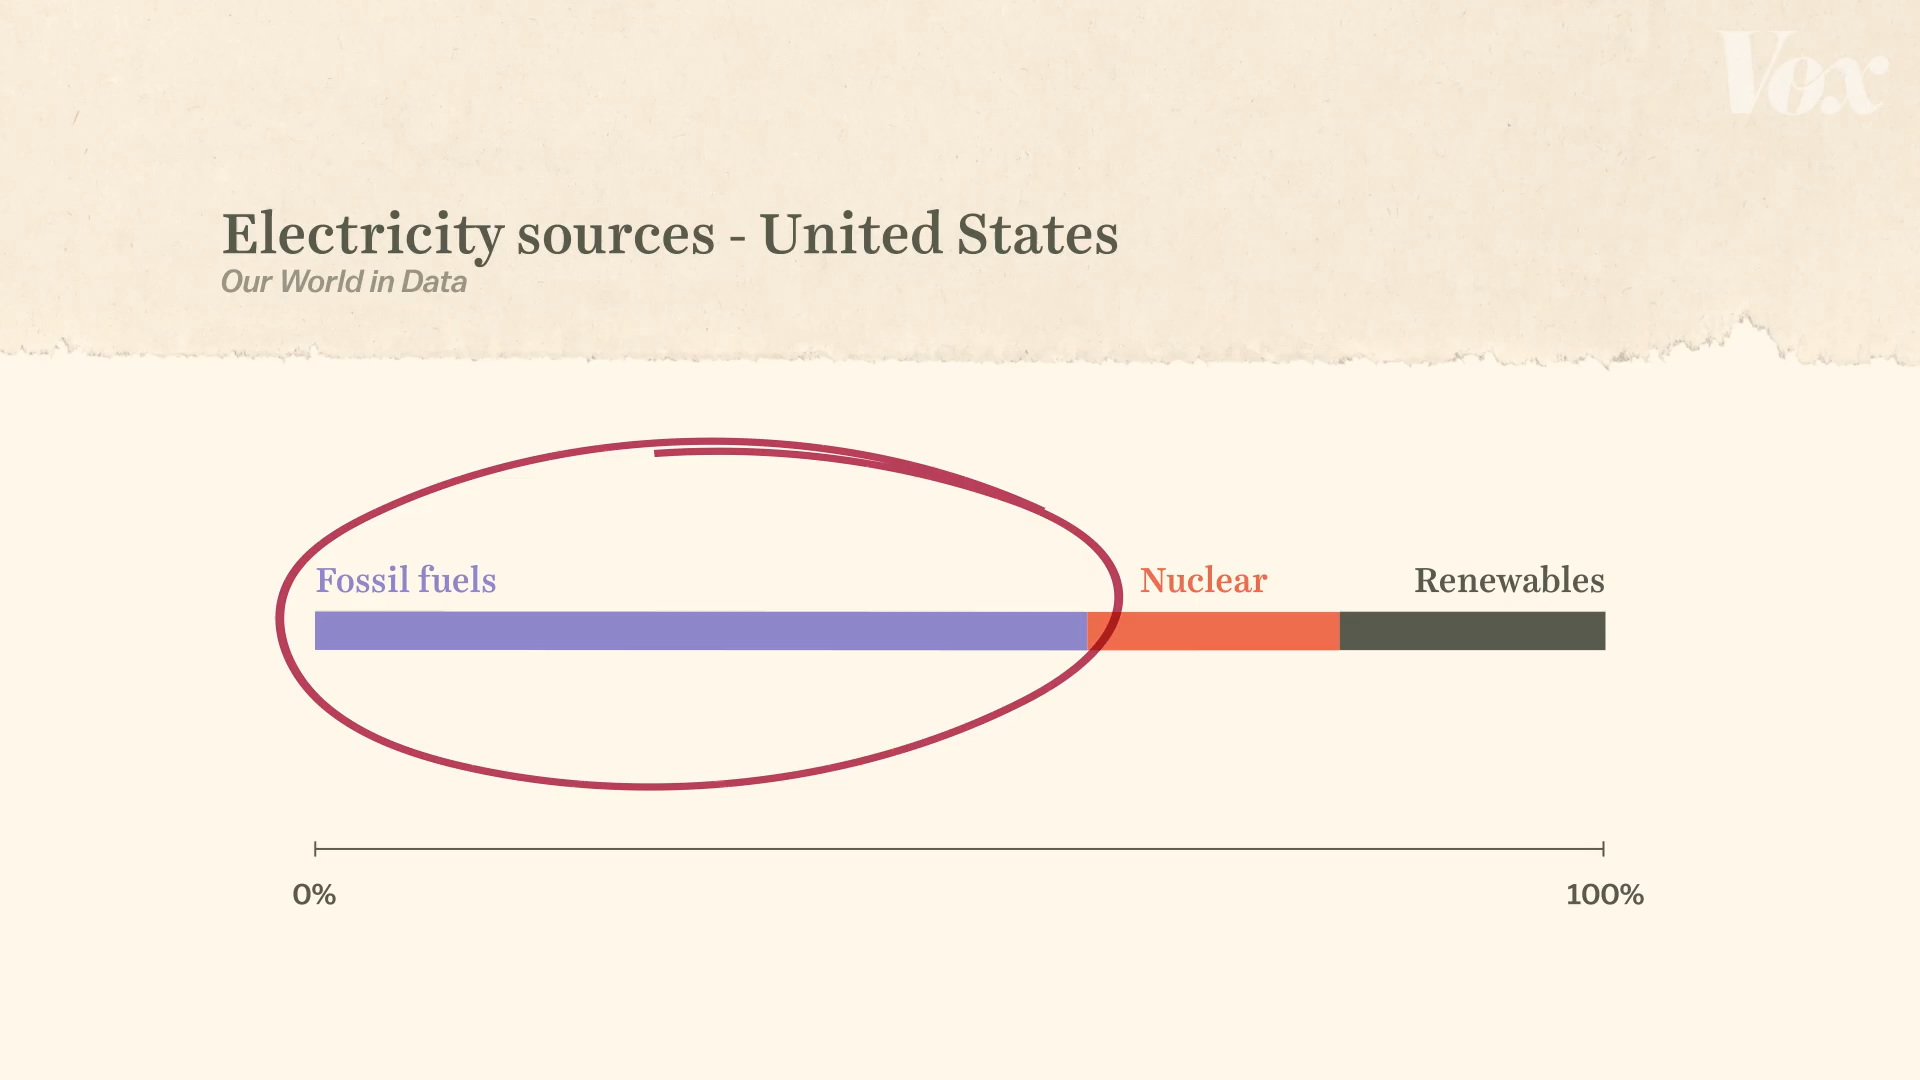 Vox
Electricity sources - United States
Our World in Data
Fossil fuels
Nuclear
Renewables
0%
100%